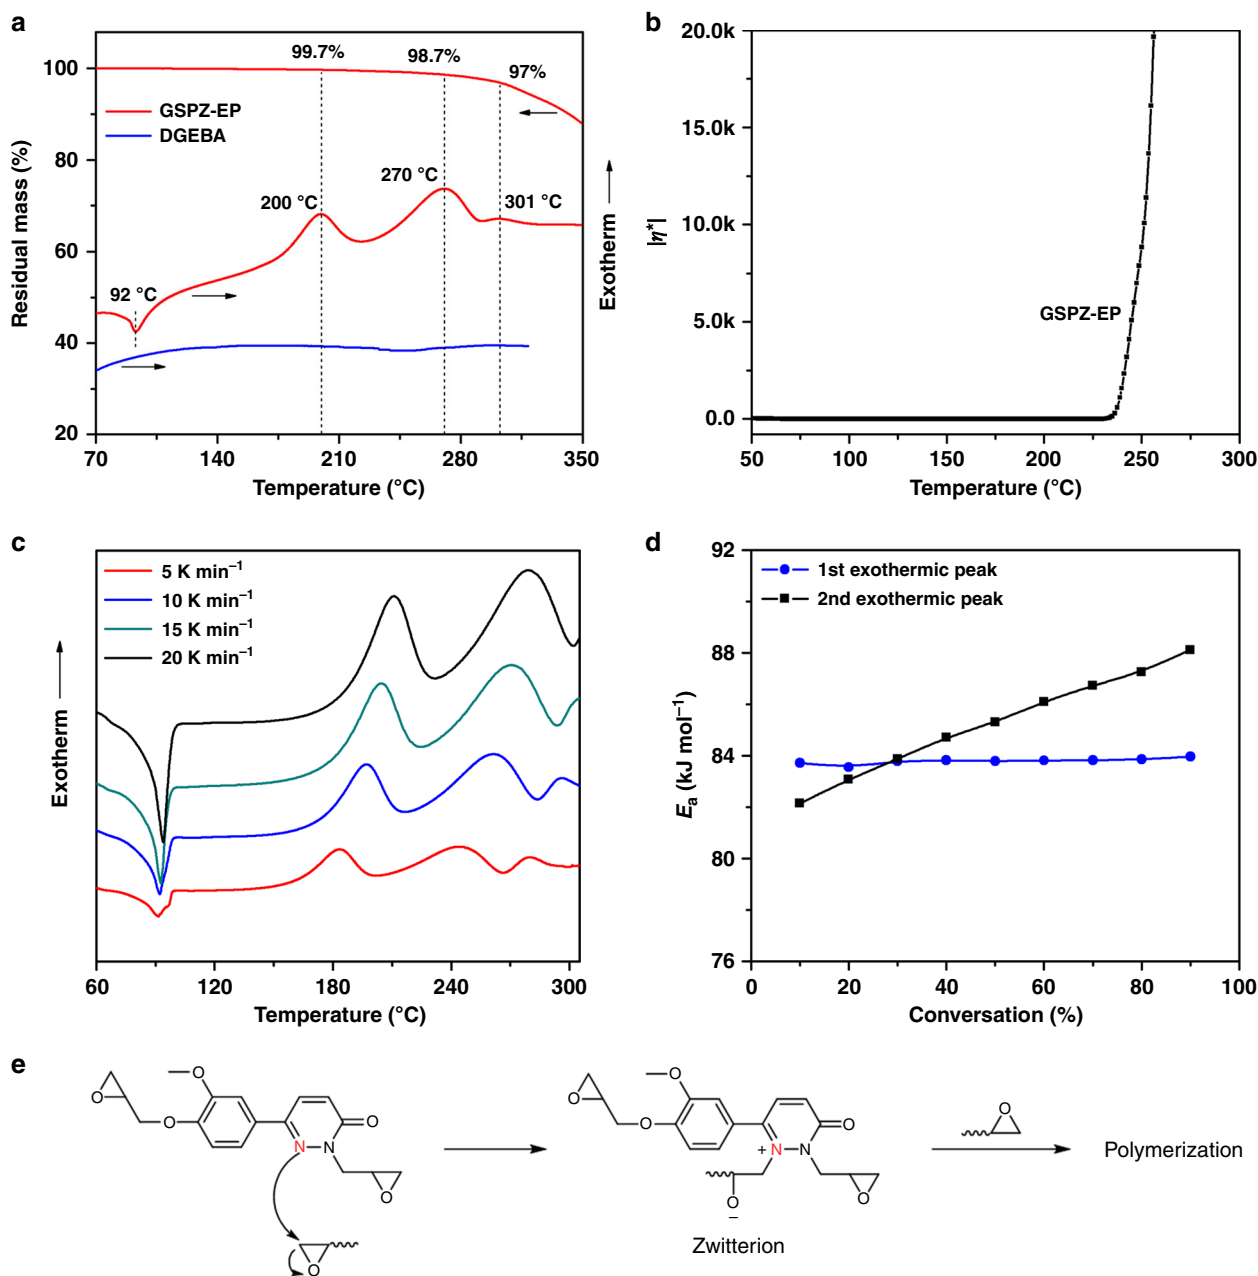 a
99.7%
98.7%
97%
100
80
60
40
20
Residual mass (%)
GSPZ-EP
DGEBA
200 °C
270 °C
301 °C
92 °C
Exotherm
70
140
210
280
350
Temperature (°C)
b
20.0k
15.0k
10.0k
5.0k
0.0
|η*|
GSPZ-EP
50
100
150
200
250
300
Temperature (°C)
c
5 K min⁻¹
10 K min⁻¹
15 K min⁻¹
20 K min⁻¹
Exotherm
60
120
180
240
300
Temperature (°C)
d
92
88
84
80
76
Eₐ (kJ mol⁻¹)
1st exothermic peak
2nd exothermic peak
0
20
40
60
80
100
Conversation (%)
e
O
O
O
N
N
O
O
O
O
O
O
+
N
N
O
O
O
−
Zwitterion
O
Polymerization